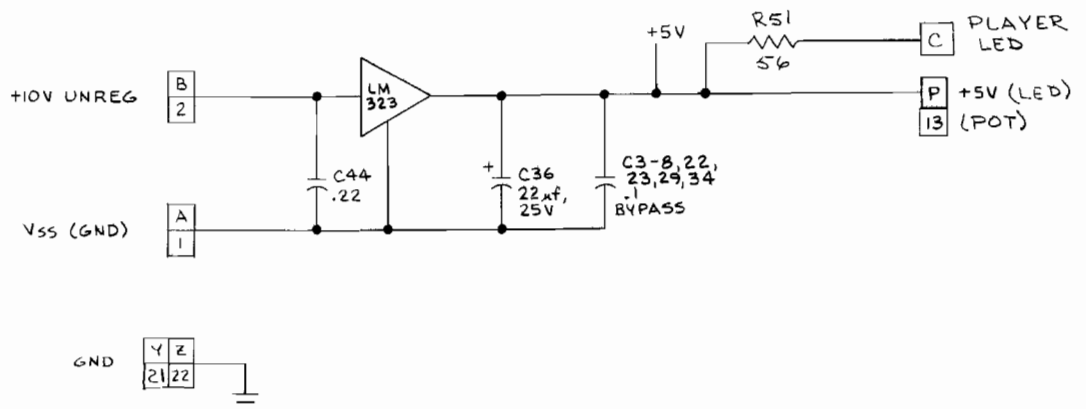 +10V UNREG
B
2
LM
323
C44
.22
VSS (GND)
A
1
+
C36
22µf,
25V
C3-8,22,
23,29,34
.1
BYPASS
+5V
R51
56
C
PLAYER
LED
P
+5V (LED)
13
(POT)
GND
Y Z
21 22